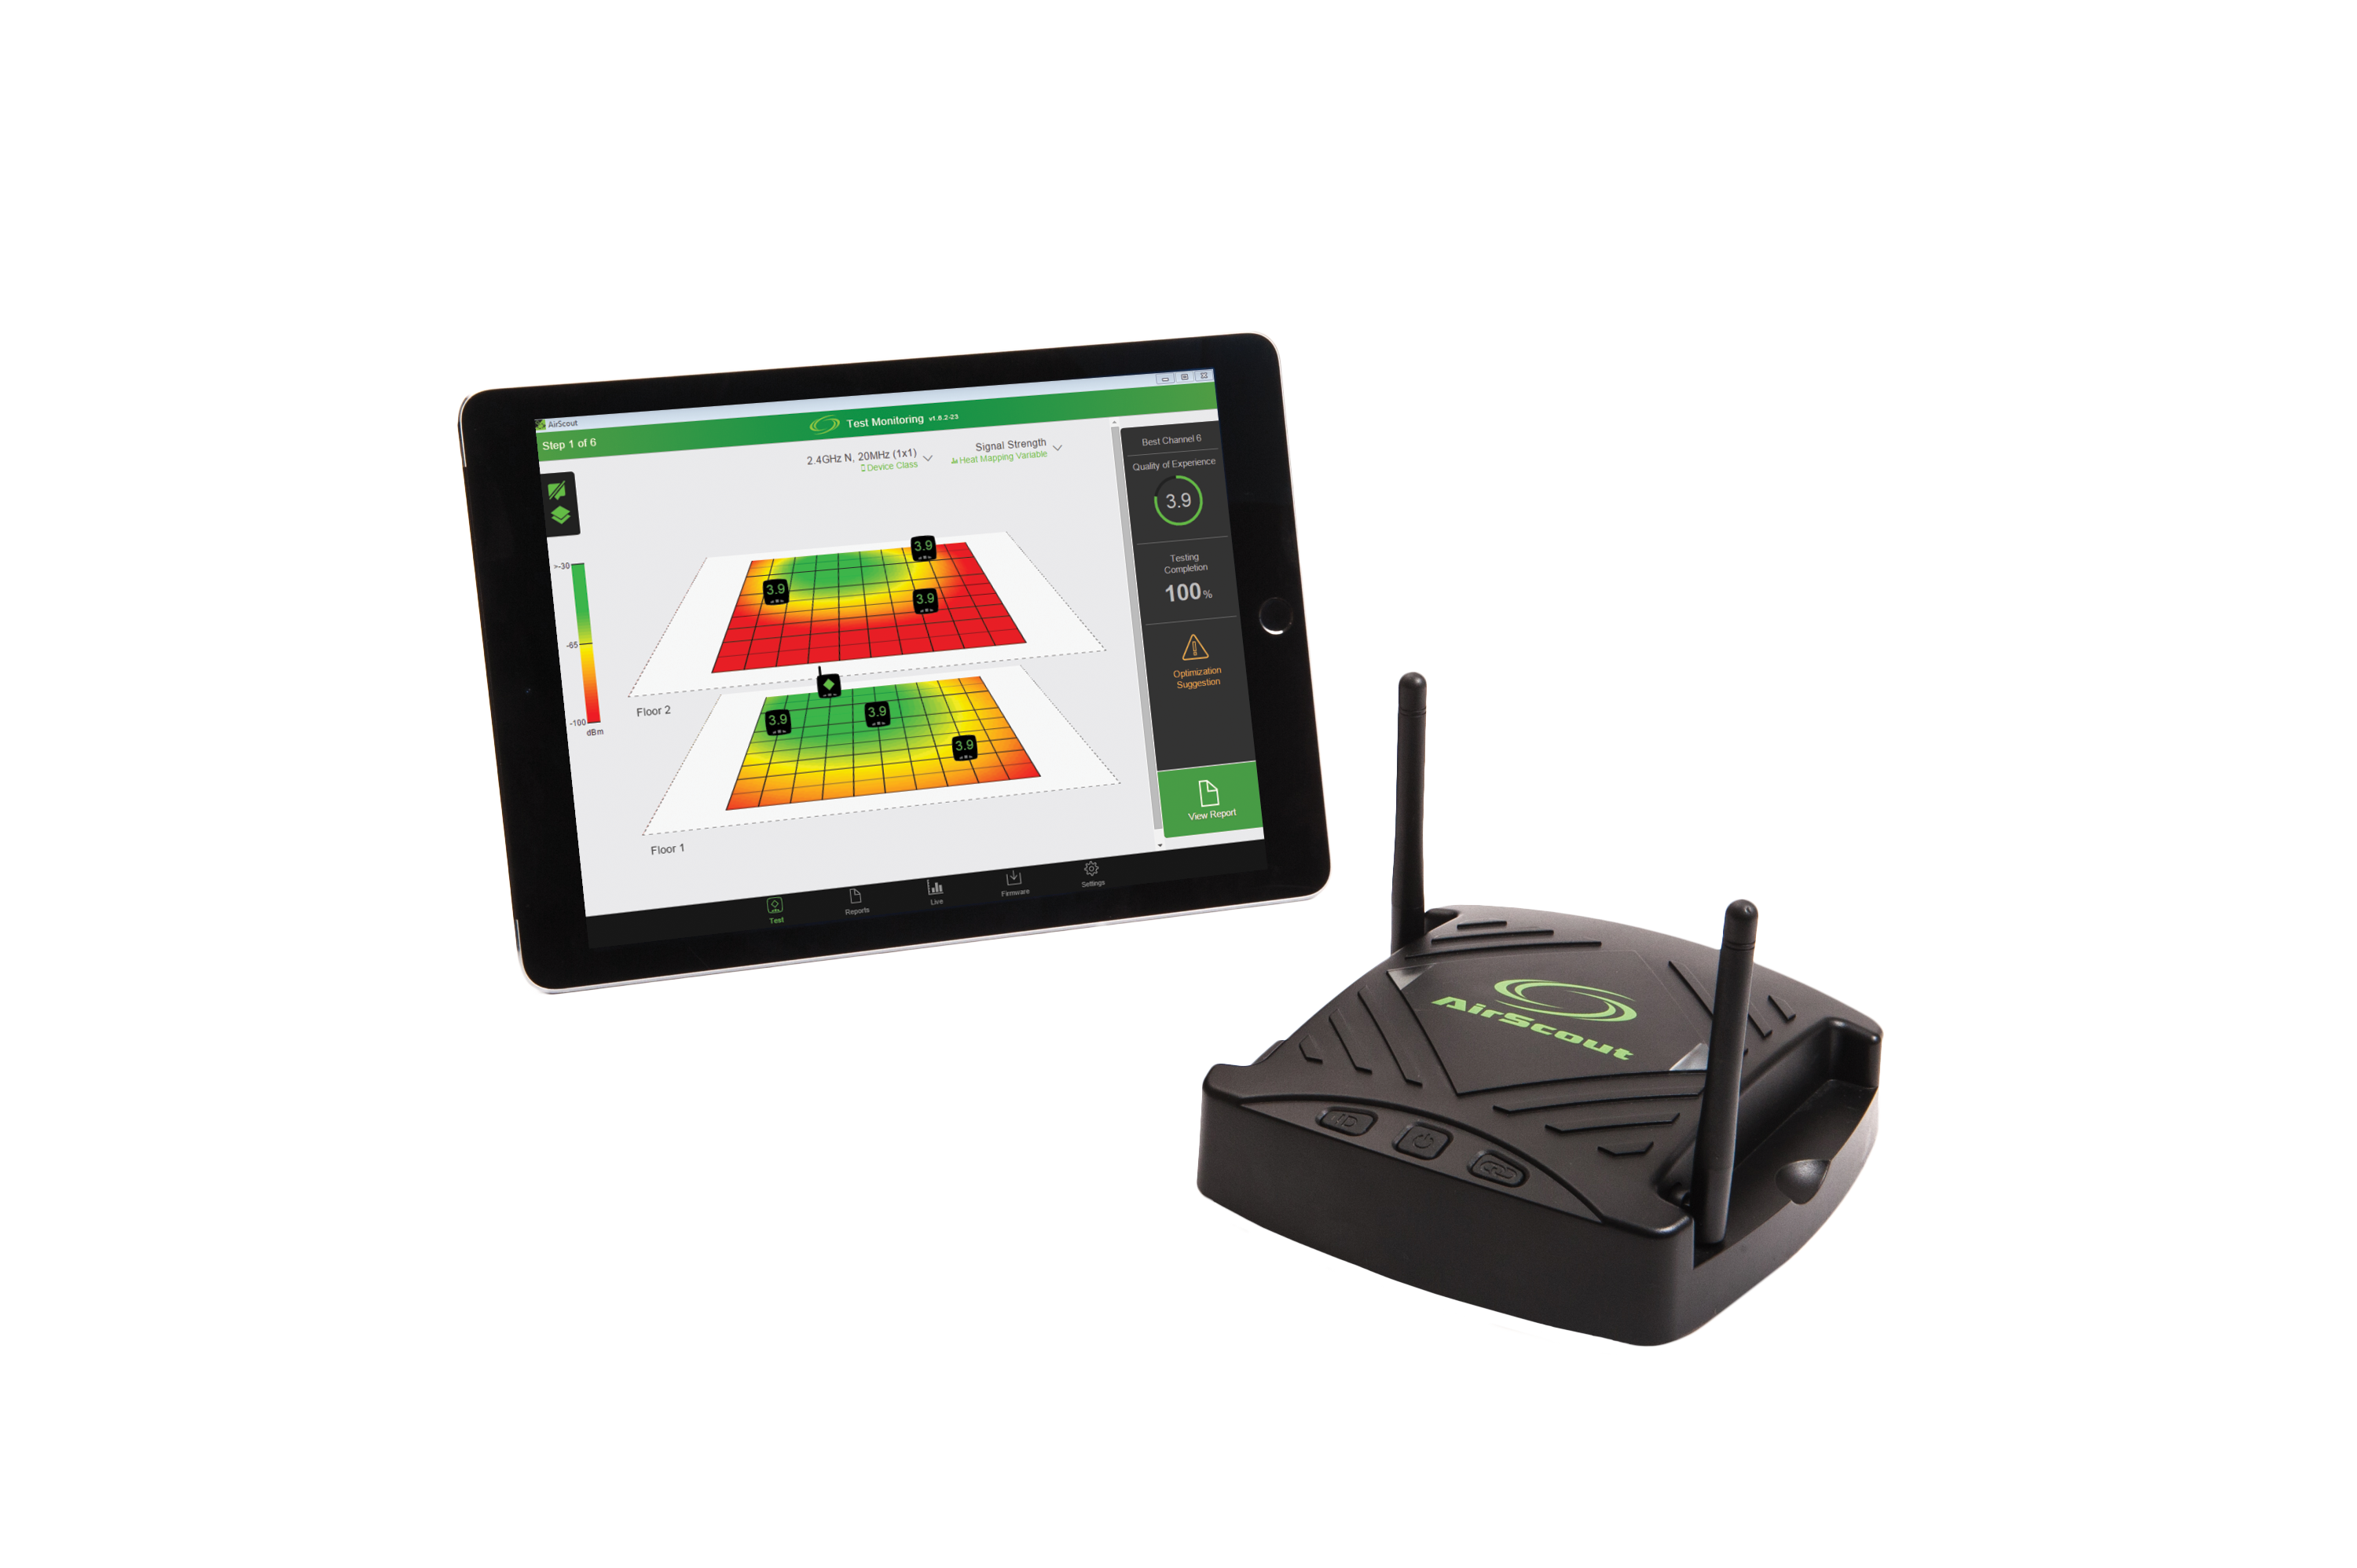 AirScout
Step 1 of 6
Test Monitoring v1.6.2-23
2.4GHz N, 20MHz (1x1)
Device Class
Signal Strength
Heat Mapping Variable
Best Channel 6
Quality of Experience
3.9
Testing
Completion
100 %
Optimization
Suggestion
View Report
>-30
-65
-100
dBm
3.9
3.9
3.9
Floor 2
3.9
3.9
3.9
Floor 1
Test
Reports
Live
Firmware
Settings
AirScout